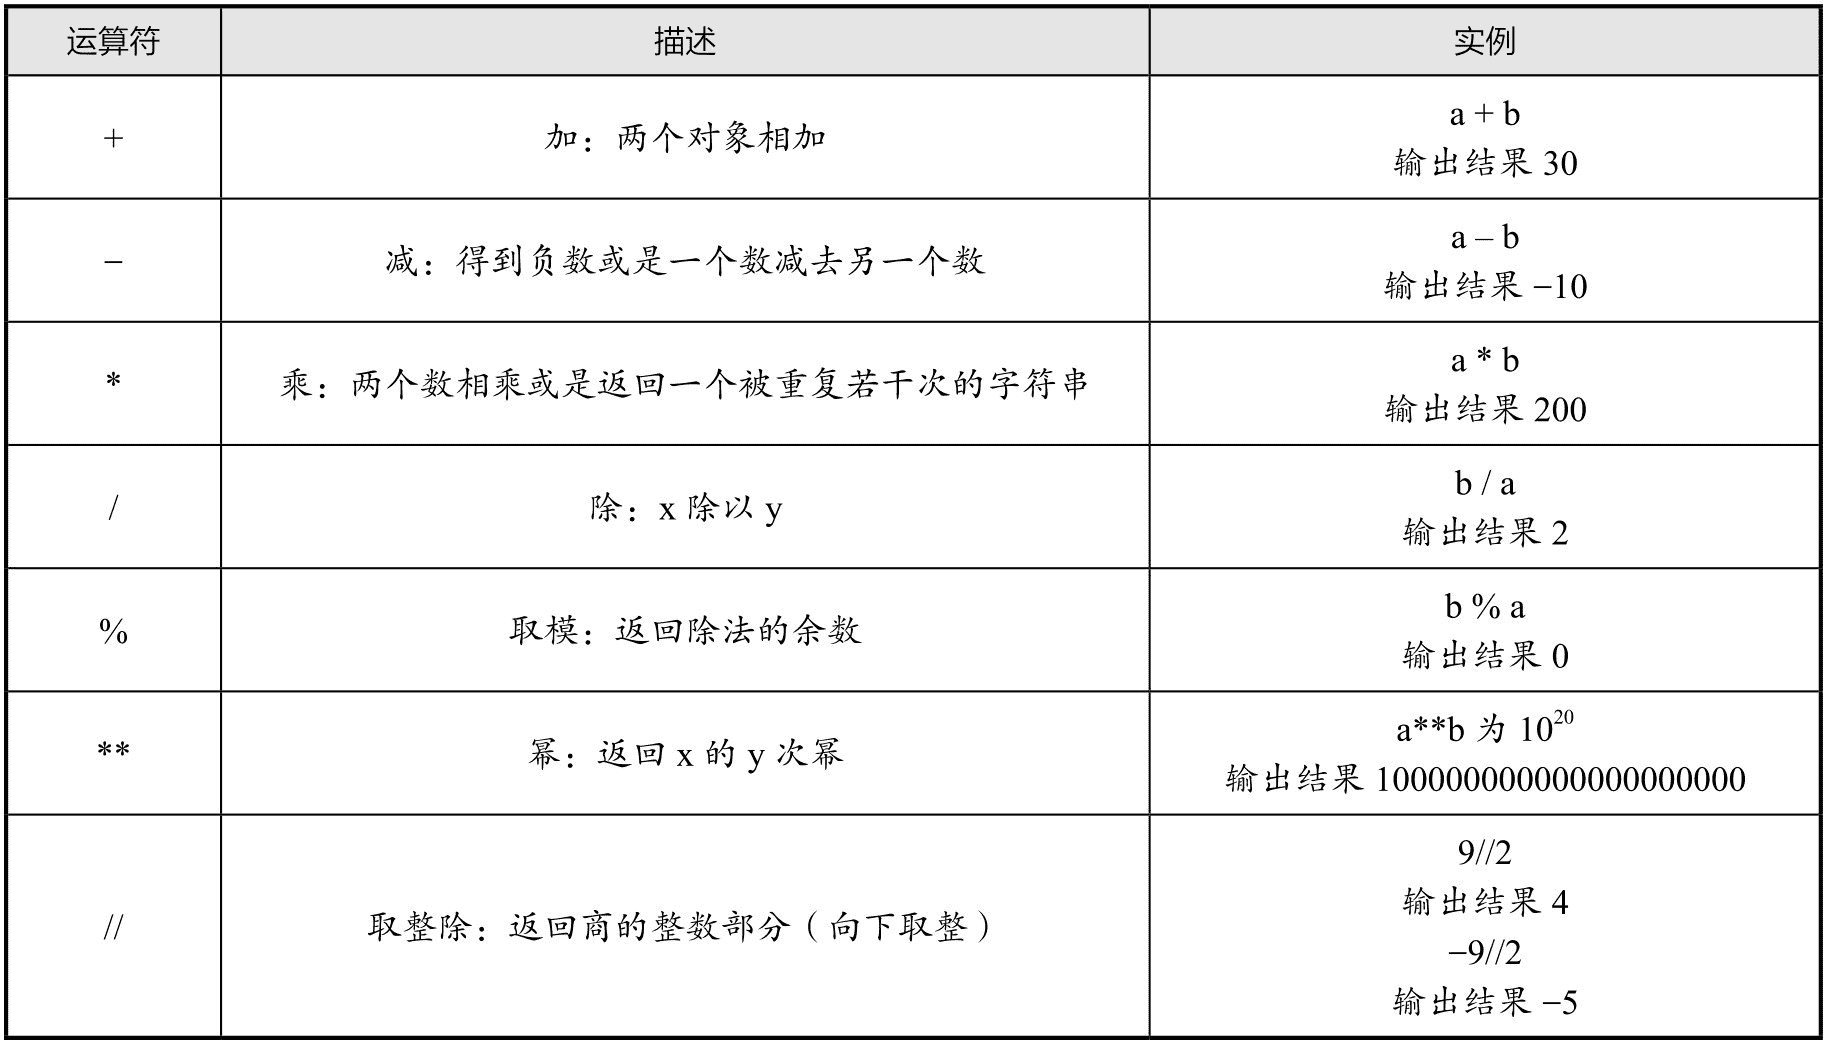 运算符
描述
实例
+
加：两个对象相加
a + b
输出结果 30
−
减：得到负数或是一个数减去另一个数
a – b
输出结果 −10
*
乘：两个数相乘或是返回一个被重复若干次的字符串
a * b
输出结果 200
/
除：x 除以 y
b / a
输出结果 2
%
取模：返回除法的余数
b % a
输出结果 0
**
幂：返回 x 的 y 次幂
a**b 为 10²⁰
输出结果 100000000000000000000
//
取整除：返回商的整数部分（向下取整）
9//2
输出结果 4
−9//2
输出结果 −5